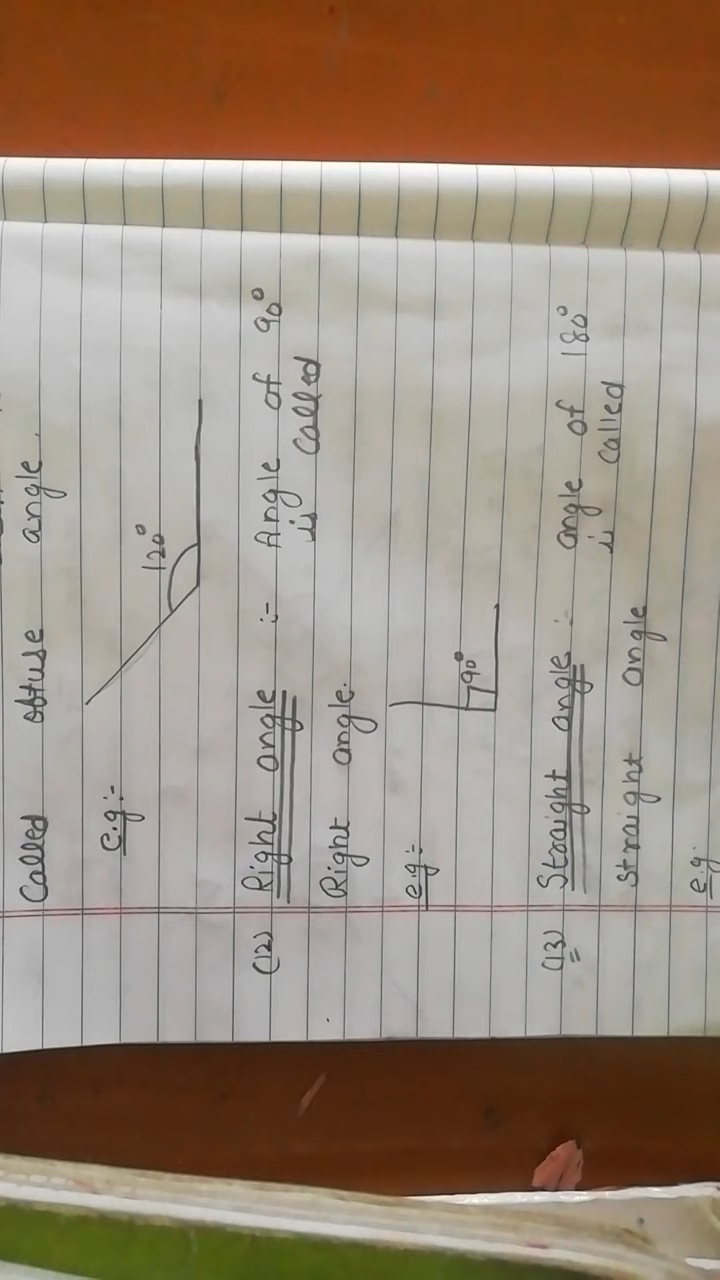 Called obtuse angle.
e.g:-
120°
(12) Right angle :- Angle of 90°
is called
Right angle.
e.g:-
90°
(13) Straight angle : angle of 180°
is called
straight angle
e.g.